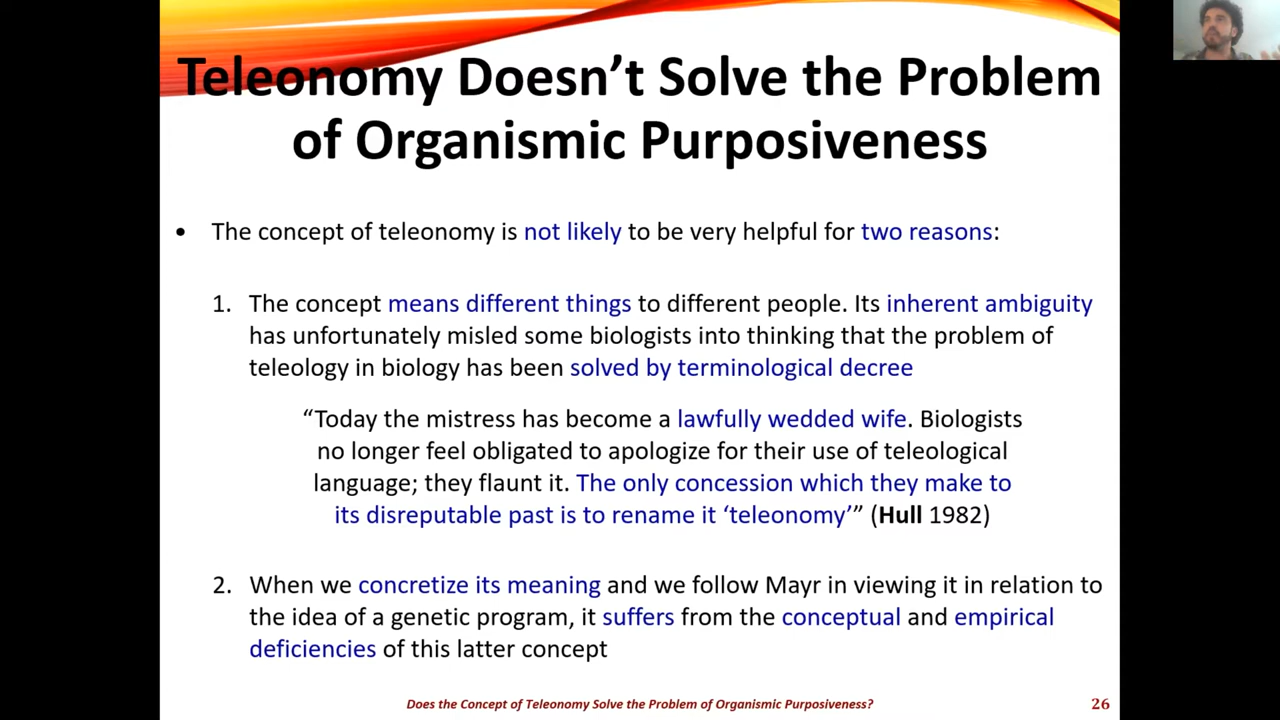 Teleonomy Doesn’t Solve the Problem
of Organismic Purposiveness
• The concept of teleonomy is not likely to be very helpful for two reasons:
1. The concept means different things to different people. Its inherent ambiguity
has unfortunately misled some biologists into thinking that the problem of
teleology in biology has been solved by terminological decree
“Today the mistress has become a lawfully wedded wife. Biologists
no longer feel obligated to apologize for their use of teleological
language; they flaunt it. The only concession which they make to
its disreputable past is to rename it ‘teleonomy’” (Hull 1982)
2. When we concretize its meaning and we follow Mayr in viewing it in relation to
the idea of a genetic program, it suffers from the conceptual and empirical
deficiencies of this latter concept
Does the Concept of Teleonomy Solve the Problem of Organismic Purposiveness?
26